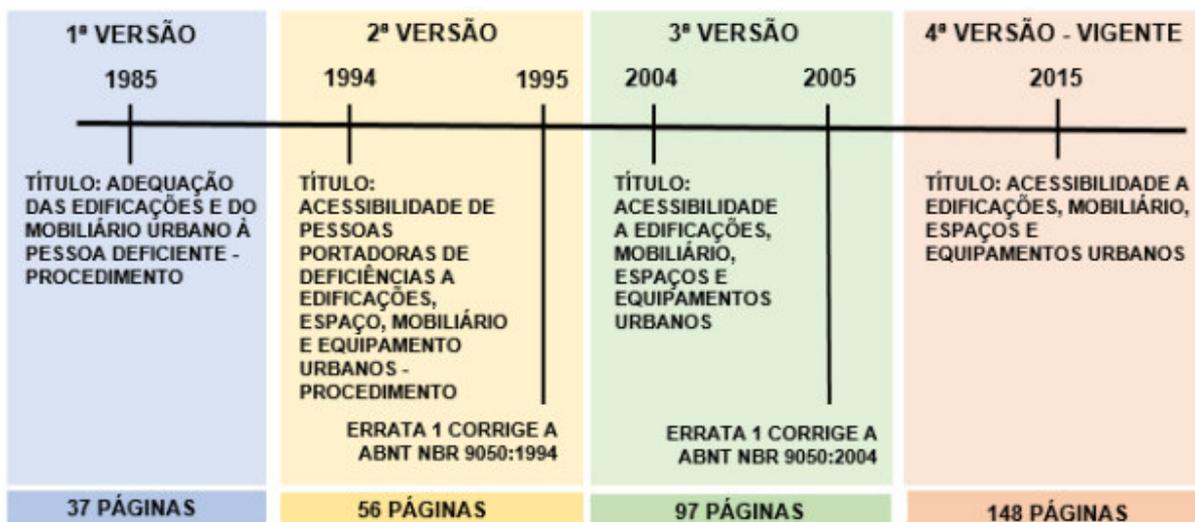 1ª VERSÃO
1985
TÍTULO: ADEQUAÇÃO
DAS EDIFICAÇÕES E DO
MOBILIÁRIO URBANO À
PESSOA DEFICIENTE -
PROCEDIMENTO
37 PÁGINAS
2ª VERSÃO
1994
1995
TÍTULO:
ACESSIBILIDADE DE
PESSOAS
PORTADORAS DE
DEFICIÊNCIAS A
EDIFICAÇÕES,
ESPAÇO, MOBILIÁRIO
E EQUIPAMENTO
URBANOS -
PROCEDIMENTO
ERRATA 1 CORRIGE A
ABNT NBR 9050:1994
56 PÁGINAS
3ª VERSÃO
2004
2005
TÍTULO:
ACESSIBILIDADE
A EDIFICAÇÕES,
MOBILIÁRIO,
ESPAÇOS E
EQUIPAMENTOS
URBANOS
ERRATA 1 CORRIGE A
ABNT NBR 9050:2004
97 PÁGINAS
4ª VERSÃO - VIGENTE
2015
TÍTULO: ACESSIBILIDADE A
EDIFICAÇÕES, MOBILIÁRIO,
ESPAÇOS E
EQUIPAMENTOS URBANOS
148 PÁGINAS